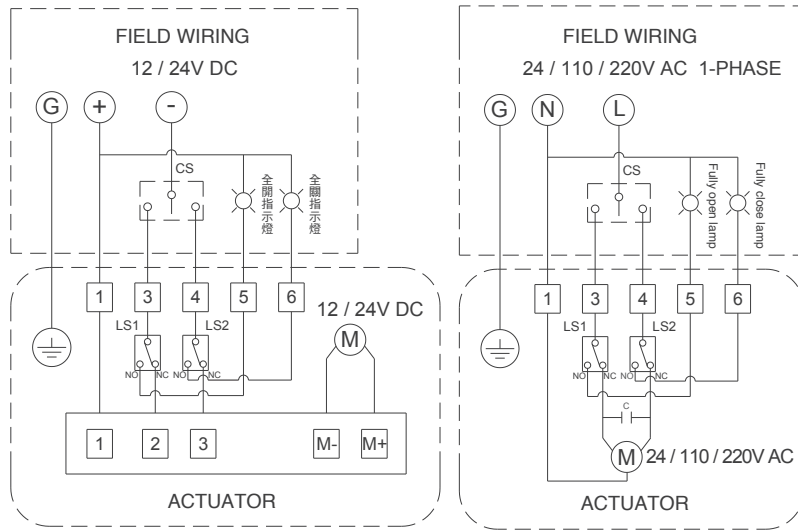 FIELD WIRING
12 / 24V DC
G
+
-
CS
全開指示燈
全關指示燈
1
3
4
5
6
12 / 24V DC
LS1
LS2
M
NO
NC
NO
NC
1
2
3
M-
M+
ACTUATOR
FIELD WIRING
24 / 110 / 220V AC 1-PHASE
G
N
L
CS
Fully open lamp
Fully close lamp
1
3
4
5
6
LS1
LS2
NO
NC
NO
NC
C
M
24 / 110 / 220V AC
ACTUATOR